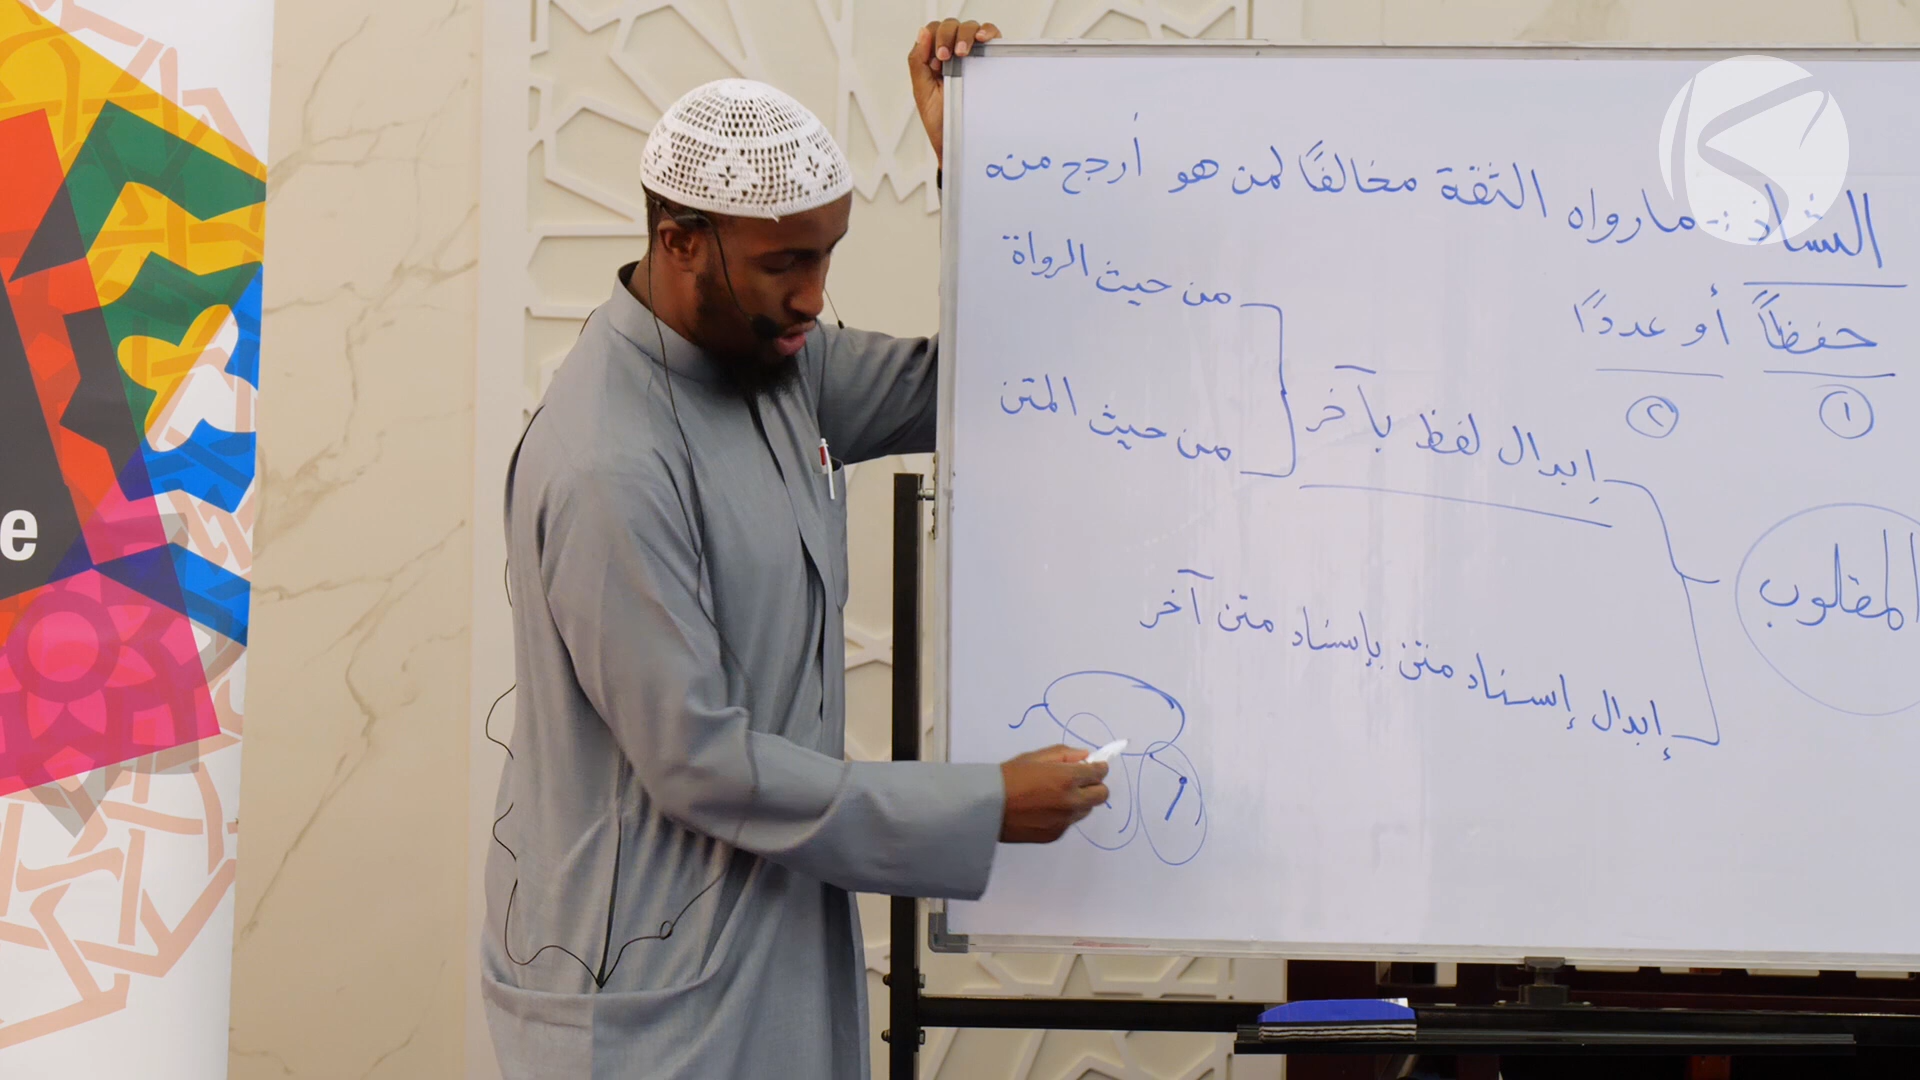 الشاذ :- ما رواه الثقة مخالفًا لمن هو أرجح منه
حفظاً أو عددًا
١ ٢
المقلوب
إبدال لفظ بآخر
من حيث الرواة
من حيث المتن
إبدال إسناد متن بإسناد متن آخر
e